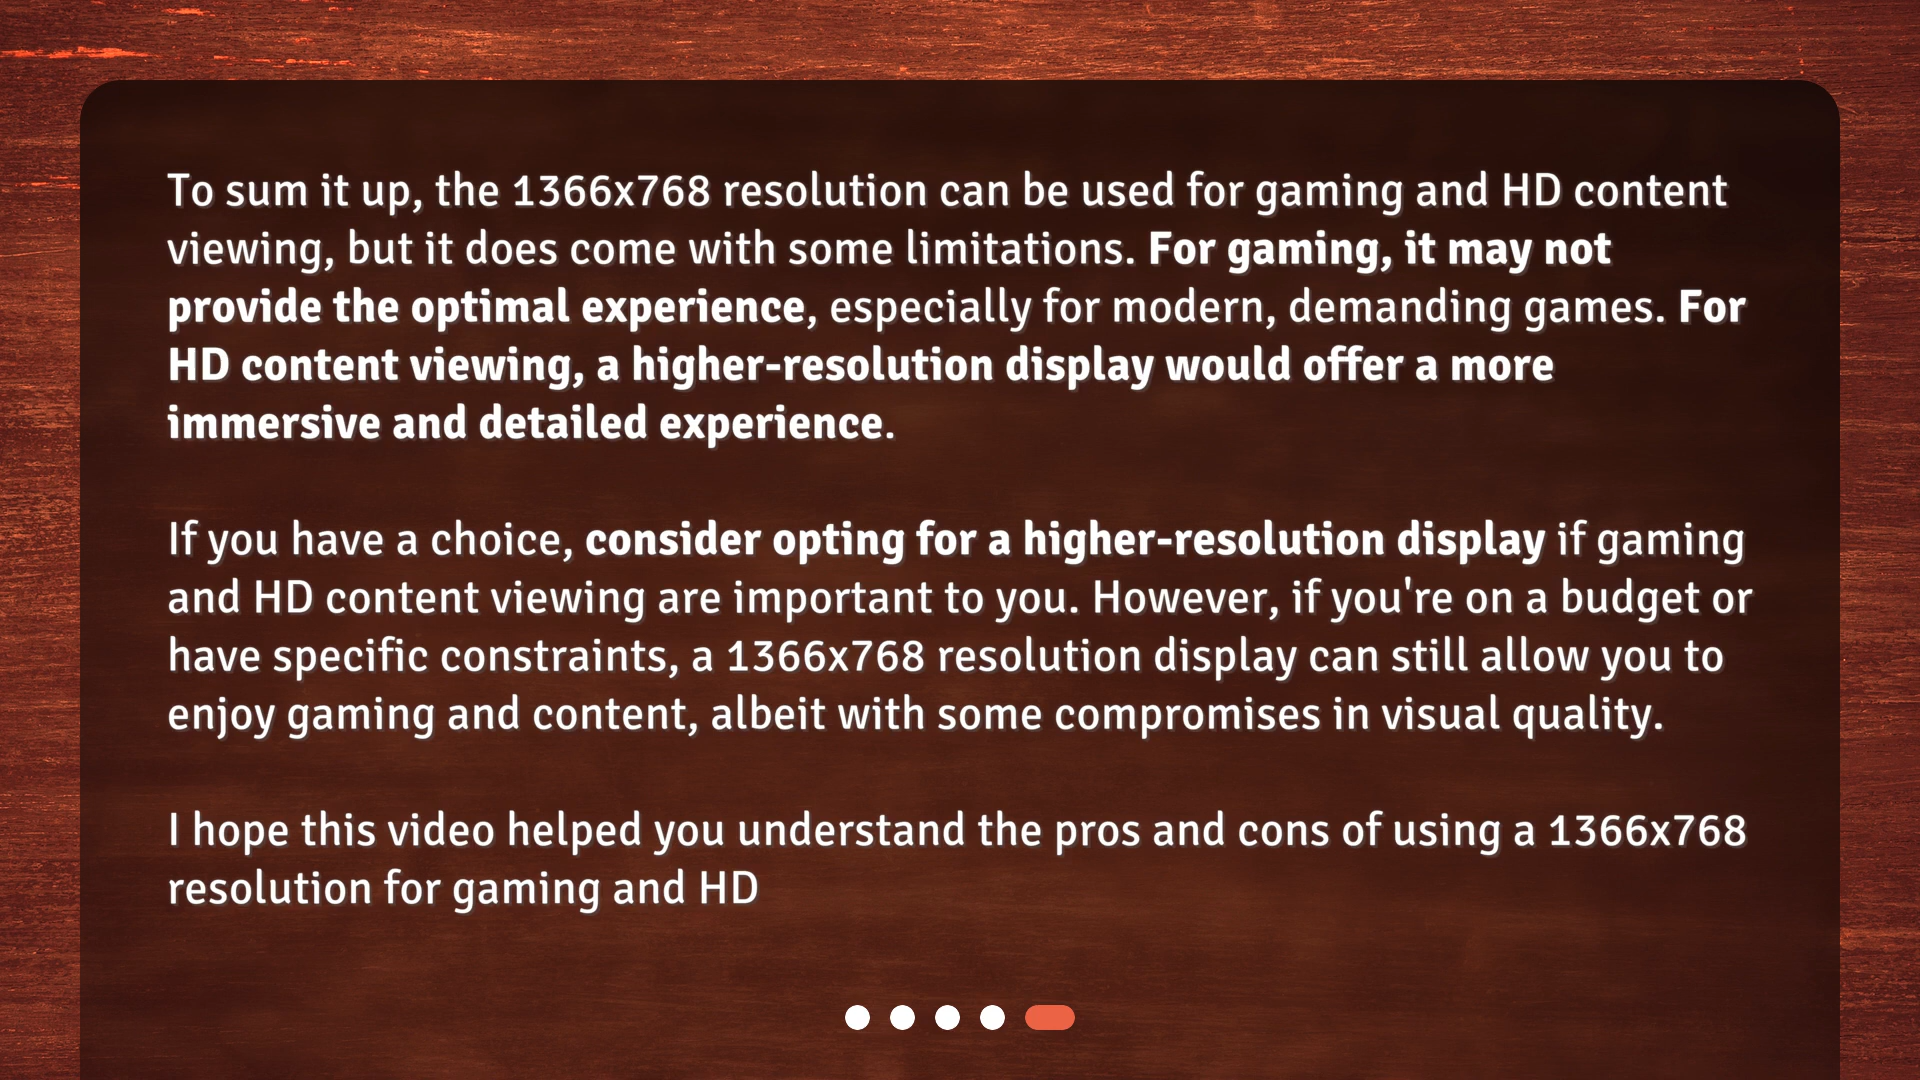 To sum it up, the 1366x768 resolution can be used for gaming and HD content
viewing, but it does come with some limitations. For gaming, it may not
provide the optimal experience, especially for modern, demanding games. For
HD content viewing, a higher-resolution display would offer a more
immersive and detailed experience.
If you have a choice, consider opting for a higher-resolution display if gaming
and HD content viewing are important to you. However, if you're on a budget or
have specific constraints, a 1366x768 resolution display can still allow you to
enjoy gaming and content, albeit with some compromises in visual quality.
I hope this video helped you understand the pros and cons of using a 1366x768
resolution for gaming and HD